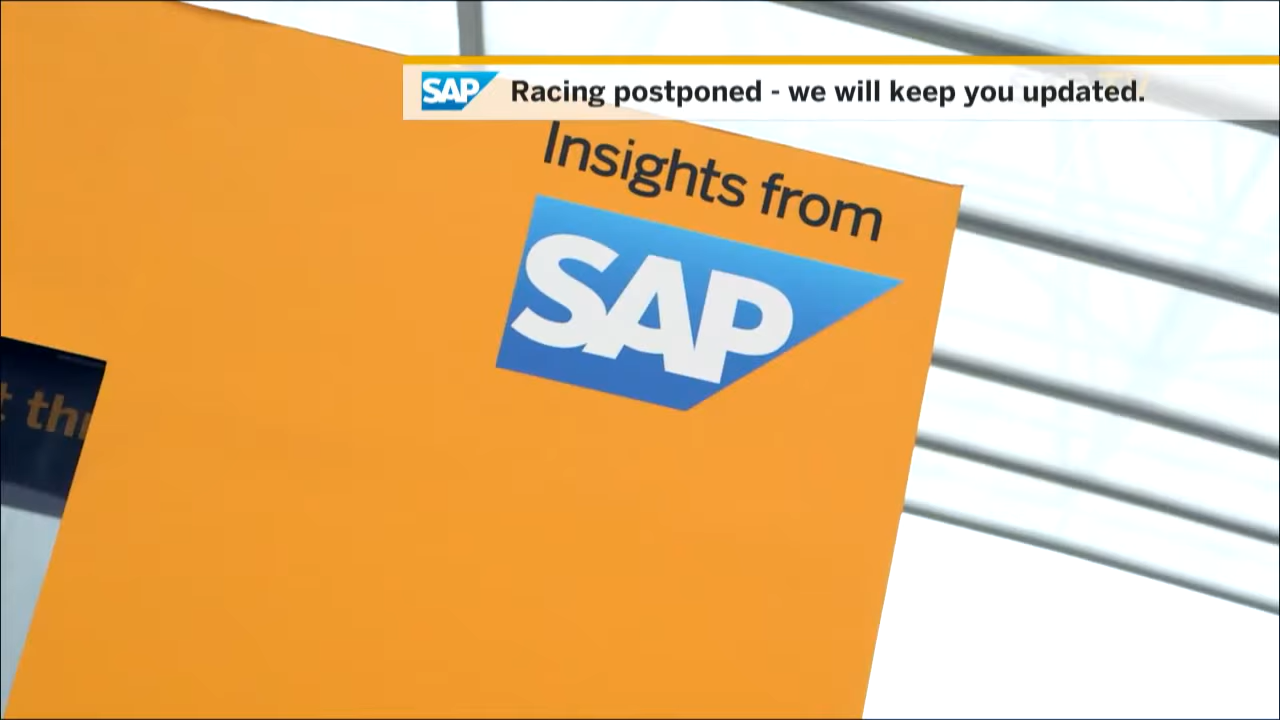 SAP Racing postponed - we will keep you updated.
Insights from
SAP